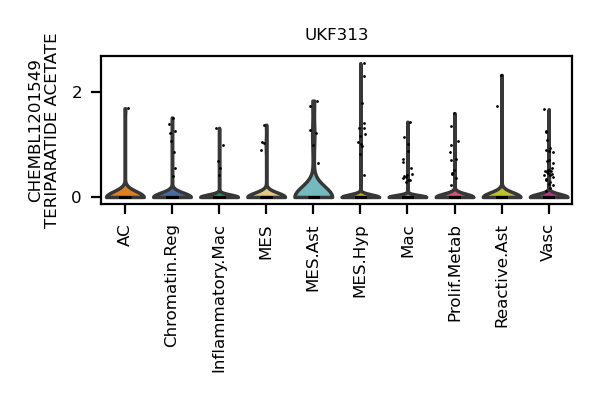 UKF313
CHEMBL1201549
TERIPARATIDE ACETATE
2
0
AC
Chromatin.Reg
Inflammatory.Mac
MES
MES.Ast
MES.Hyp
Mac
Prolif.Metab
Reactive.Ast
Vasc